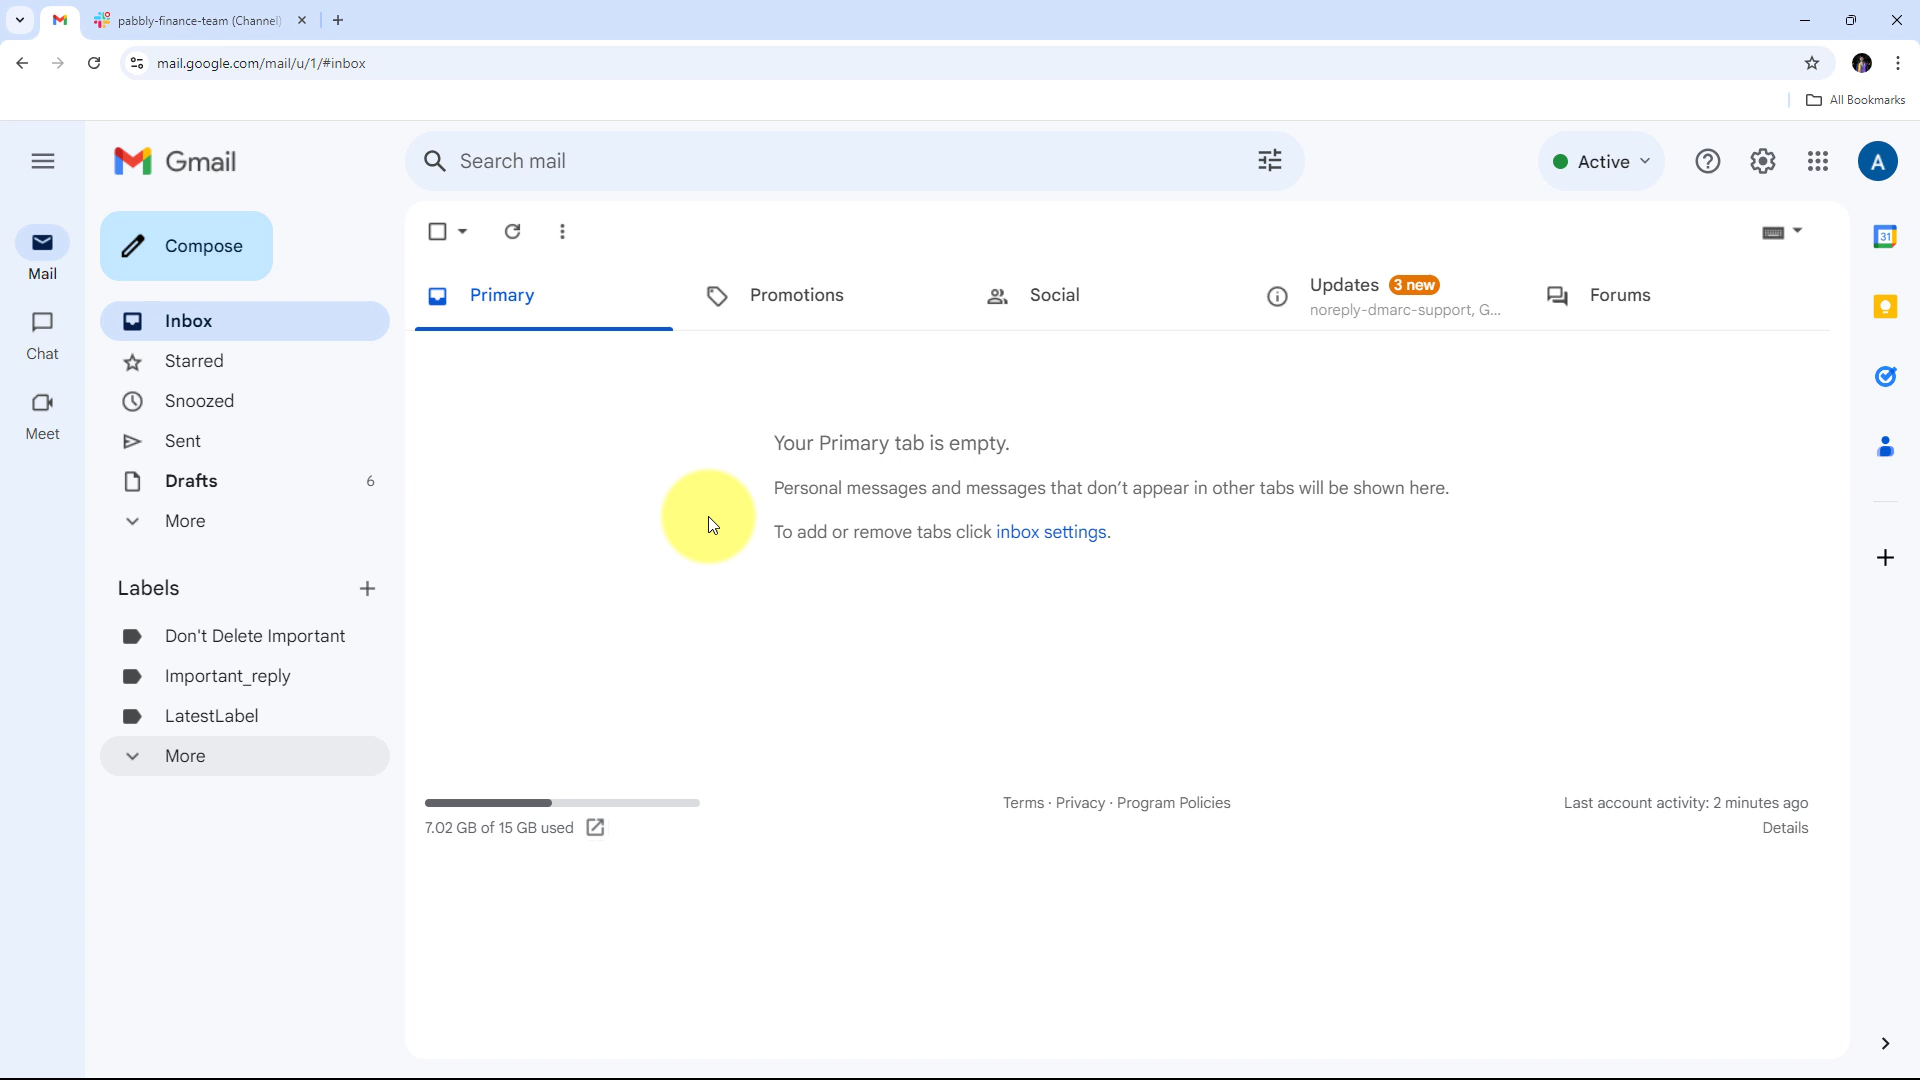 pabbly-finance-team (Channel)
mail.google.com/mail/u/1/#inbox
All Bookmarks
Gmail
Search mail
Active
A
Mail
Chat
Meet
Compose
Inbox
Starred
Snoozed
Sent
Drafts 6
More
Labels
Don't Delete Important
Important_reply
LatestLabel
More
Primary
Promotions
Social
Updates 3 new
noreply-dmarc-support, G...
Forums
31
Your Primary tab is empty.
Personal messages and messages that don’t appear in other tabs will be shown here.
To add or remove tabs click inbox settings.
7.02 GB of 15 GB used
Terms · Privacy · Program Policies
Last account activity: 2 minutes ago
Details